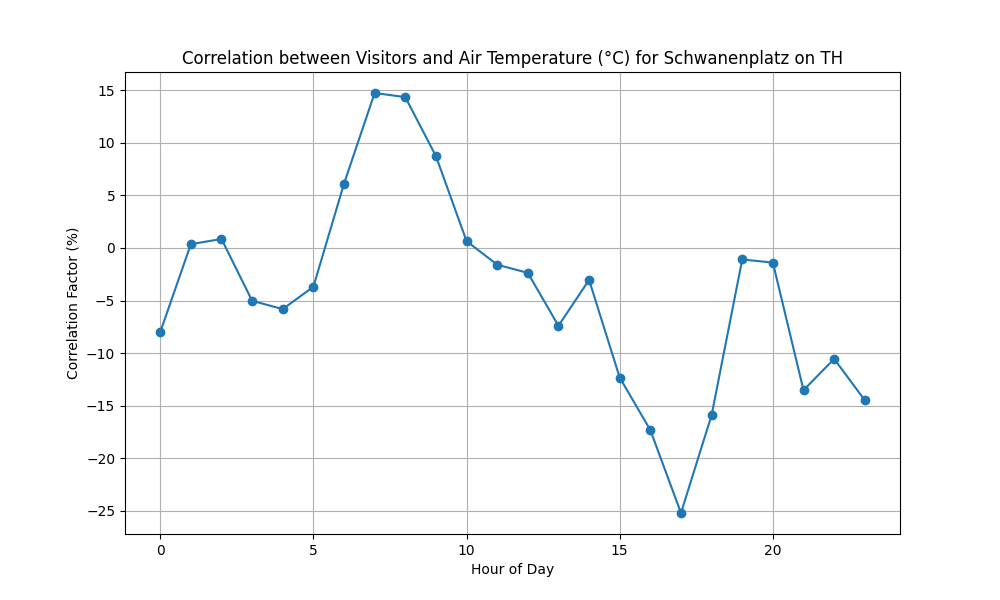 Correlation between Visitors and Air Temperature (°C) for Schwanenplatz on TH
15
10
5
0
−5
−10
−15
−20
−25
Correlation Factor (%)
0 5 10 15 20
Hour of Day